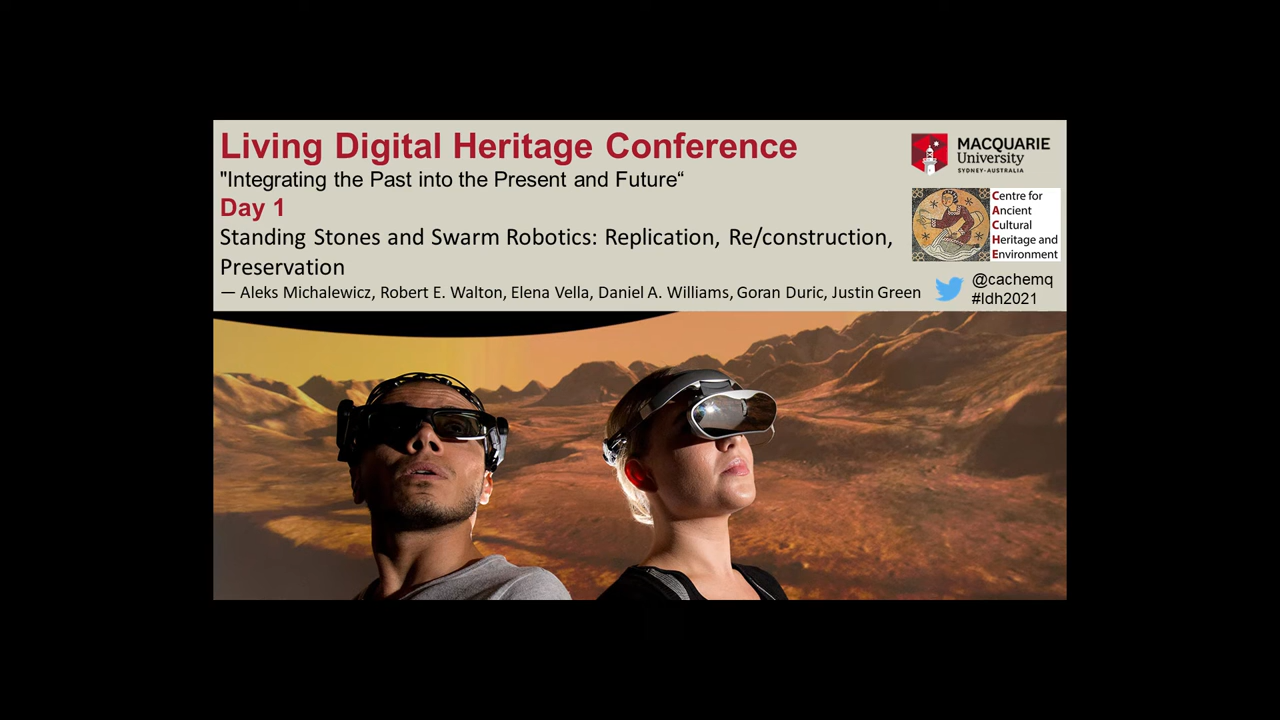 Living Digital Heritage Conference
"Integrating the Past into the Present and Future“
Day 1
Standing Stones and Swarm Robotics: Replication, Re/construction,
Preservation
— Aleks Michalewicz, Robert E. Walton, Elena Vella, Daniel A. Williams, Goran Duric, Justin Green
MACQUARIE
University
SYDNEY·AUSTRALIA
Centre for
Ancient
Cultural
Heritage and
Environment
@cachemq
#ldh2021